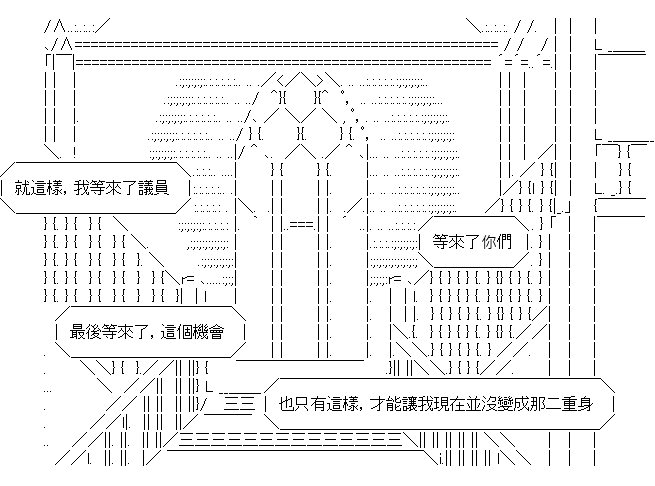 就這樣，我等來了議員
等來了你們
最後等來了，這個機會
也只有這樣，才能讓我現在並沒變成那二重身